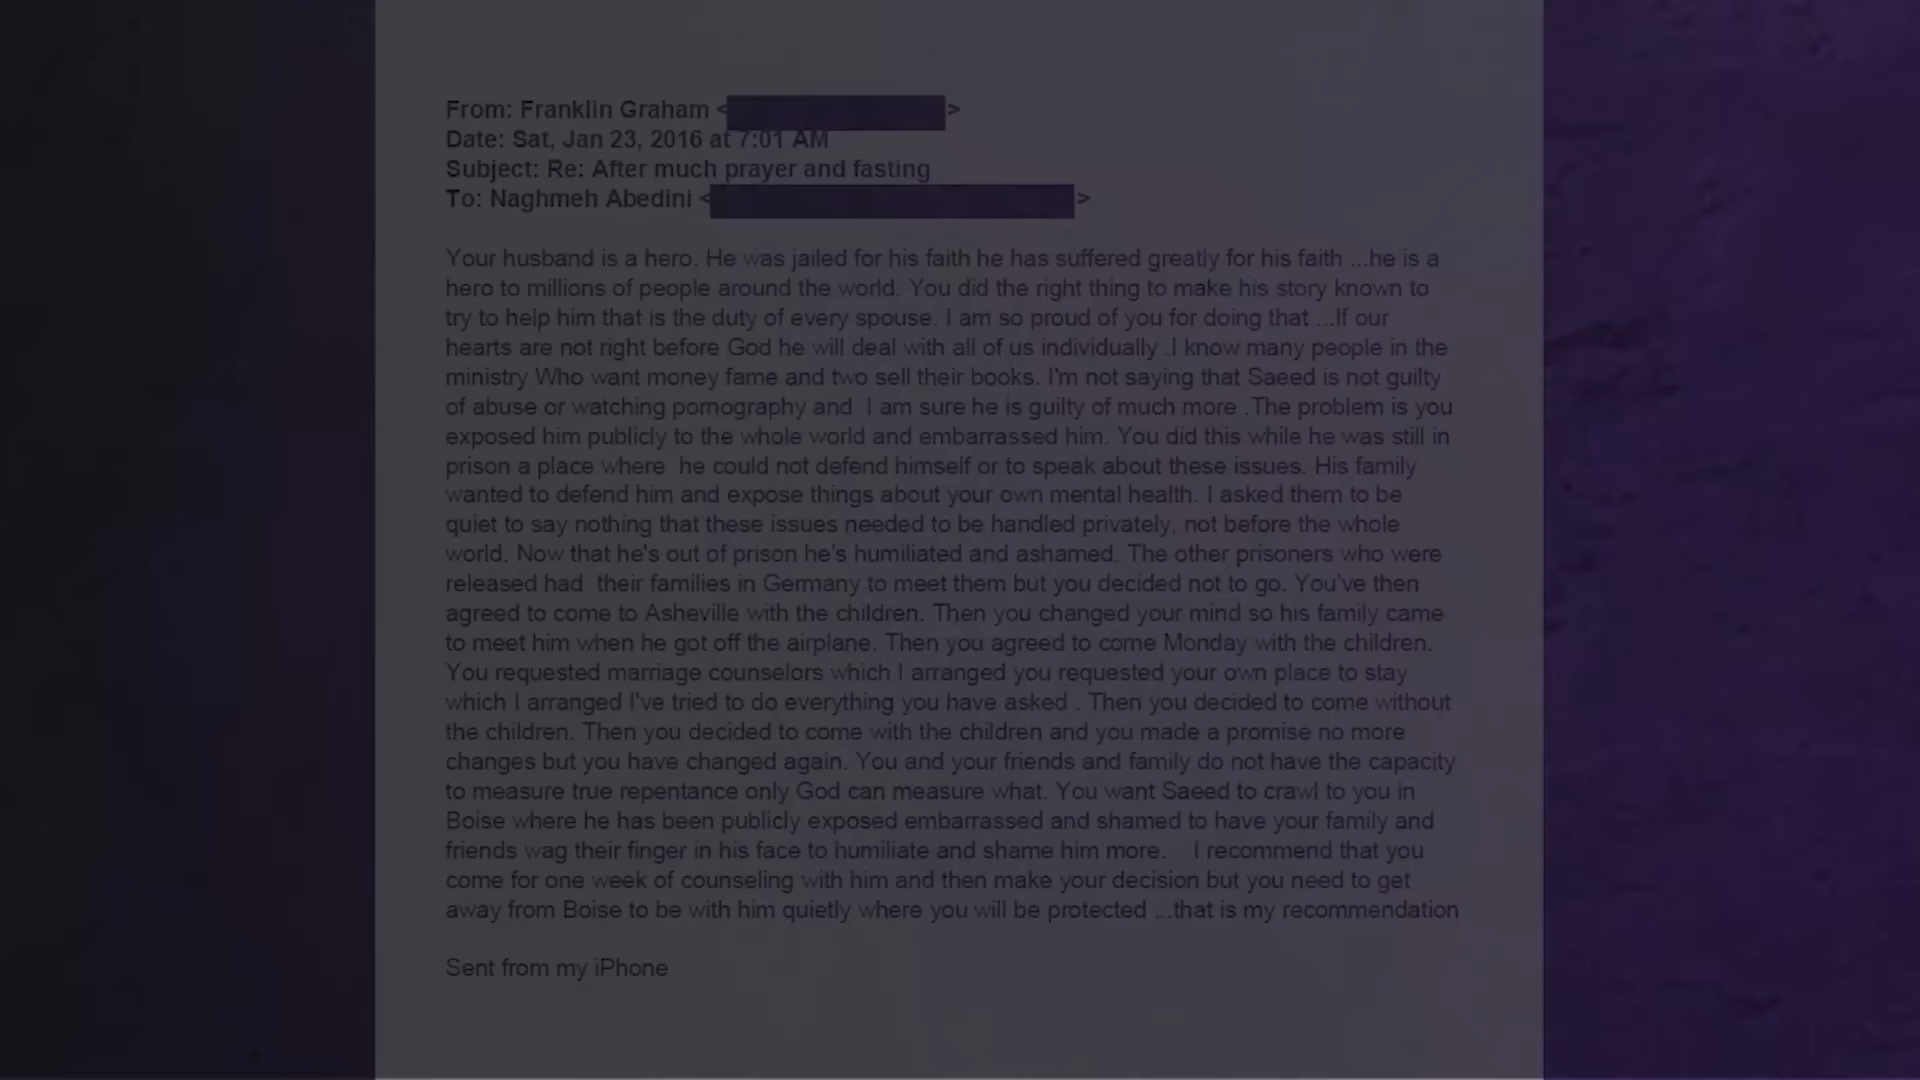 From: Franklin Graham < >
Date: Sat, Jan 23, 2016 at 7:01 AM
Subject: Re: After much prayer and fasting
To: Naghmeh Abedini < >
Your husband is a hero. He was jailed for his faith he has suffered greatly for his faith ...he is a
hero to millions of people around the world. You did the right thing to make his story known to
try to help him that is the duty of every spouse. I am so proud of you for doing that ...If our
hearts are not right before God he will deal with all of us individually .I know many people in the
ministry Who want money fame and two sell their books. I'm not saying that Saeed is not guilty
of abuse or watching pornography and  I am sure he is guilty of much more .The problem is you
exposed him publicly to the whole world and embarrassed him. You did this while he was still in
prison a place where  he could not defend himself or to speak about these issues. His family
wanted to defend him and expose things about your own mental health. I asked them to be
quiet to say nothing that these issues needed to be handled privately, not before the whole
world. Now that he's out of prison he's humiliated and ashamed. The other prisoners who were
released had  their families in Germany to meet them but you decided not to go. You've then
agreed to come to Asheville with the children. Then you changed your mind so his family came
to meet him when he got off the airplane. Then you agreed to come Monday with the children.
You requested marriage counselors which I arranged you requested your own place to stay
which I arranged I've tried to do everything you have asked . Then you decided to come without
the children. Then you decided to come with the children and you made a promise no more
changes but you have changed again. You and your friends and family do not have the capacity
to measure true repentance only God can measure what. You want Saeed to crawl to you in
Boise where he has been publicly exposed embarrassed and shamed to have your family and
friends wag their finger in his face to humiliate and shame him more.    I recommend that you
come for one week of counseling with him and then make your decision but you need to get
away from Boise to be with him quietly where you will be protected ...that is my recommendation
Sent from my iPhone